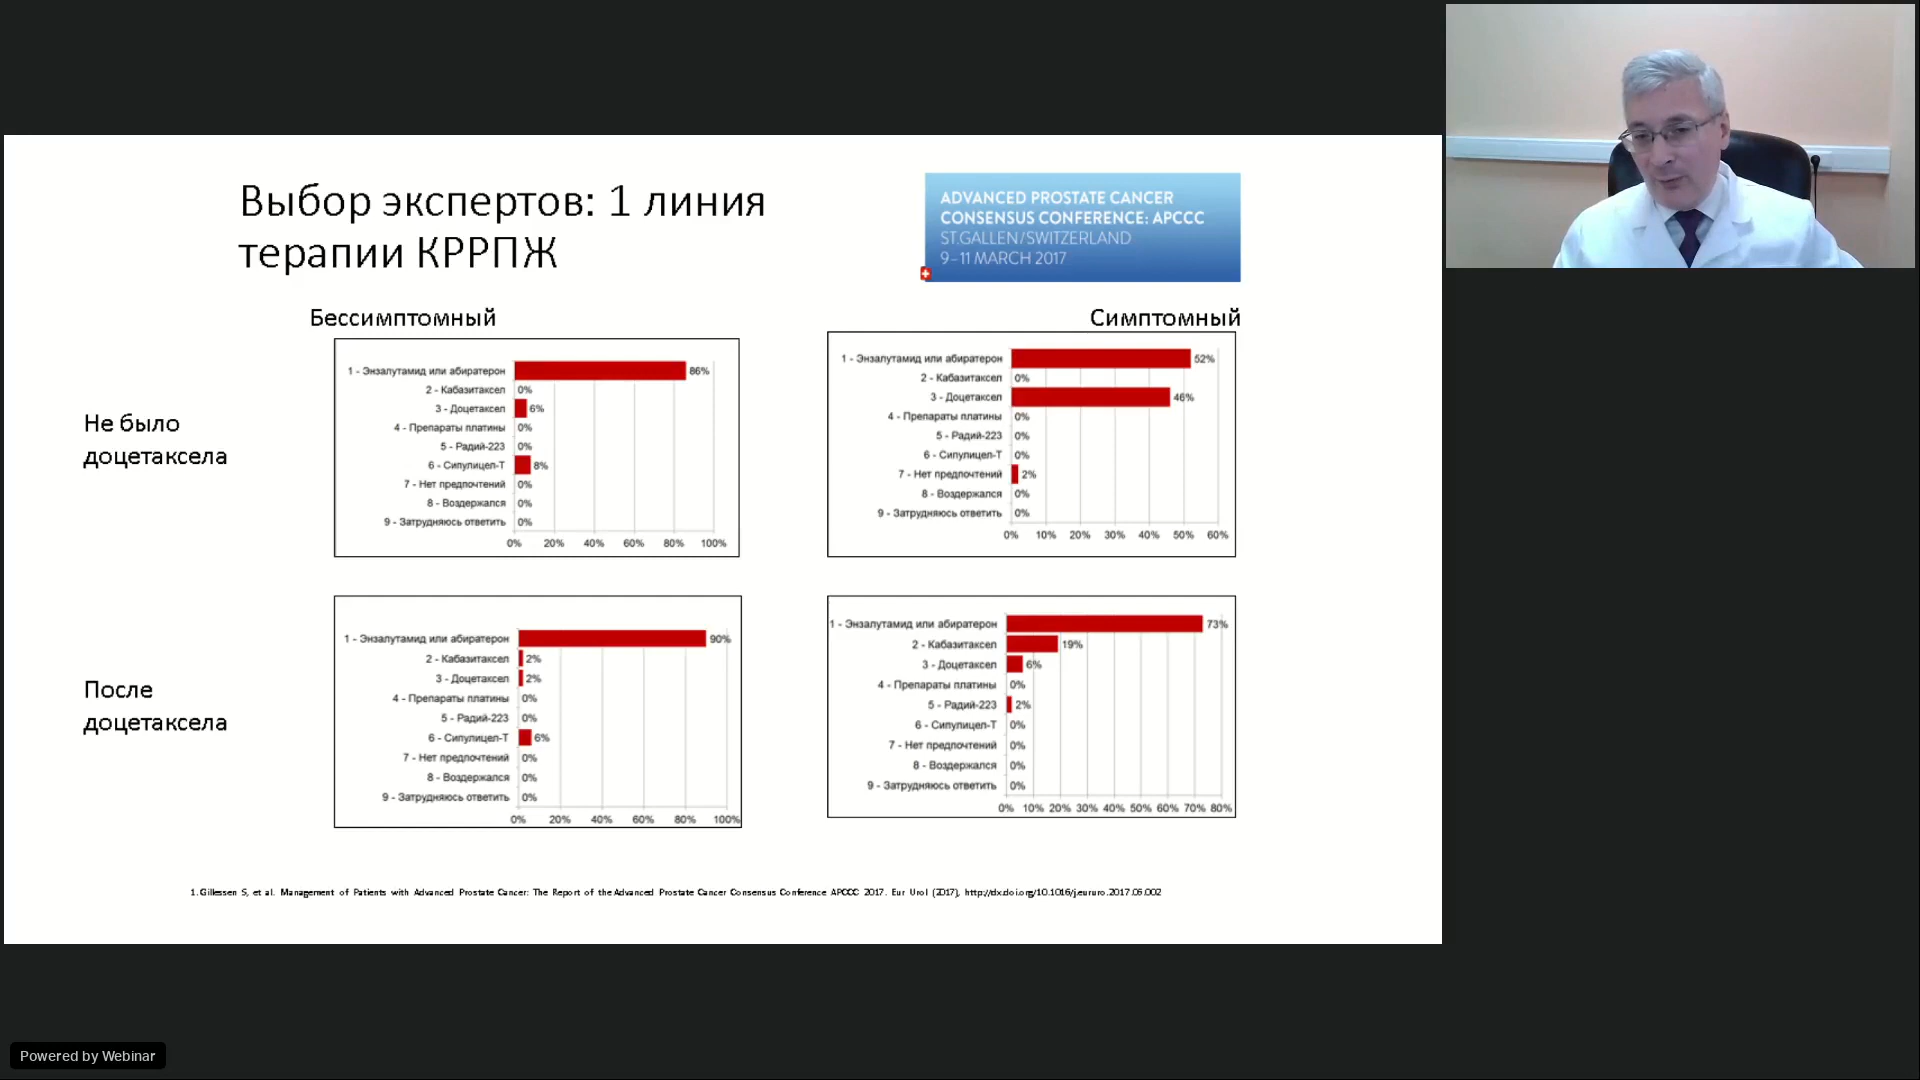 Выбор экспертов: 1 линия
терапии КРРПЖ
ADVANCED PROSTATE CANCER
CONSENSUS CONFERENCE: APCCC
ST.GALLEN/SWITZERLAND
9–11 MARCH 2017
Бессимптомный
Симптомный
Не было
доцетаксела
1 - Энзалутамид или абиратерон 86%
2 - Кабазитаксел 0%
3 - Доцетаксел 6%
4 - Препараты платины 0%
5 - Радий-223 0%
6 - Сипулицел-Т 8%
7 - Нет предпочтений 0%
8 - Воздержался 0%
9 - Затрудняюсь ответить 0%
0% 20% 40% 60% 80% 100%
1 - Энзалутамид или абиратерон 52%
2 - Кабазитаксел 0%
3 - Доцетаксел 46%
4 - Препараты платины 0%
5 - Радий-223 0%
6 - Сипулицел-Т 0%
7 - Нет предпочтений 2%
8 - Воздержался 0%
9 - Затрудняюсь ответить 0%
0% 10% 20% 30% 40% 50% 60%
После
доцетаксела
1 - Энзалутамид или абиратерон 90%
2 - Кабазитаксел 2%
3 - Доцетаксел 2%
4 - Препараты платины 0%
5 - Радий-223 0%
6 - Сипулицел-Т 6%
7 - Нет предпочтений 0%
8 - Воздержался 0%
9 - Затрудняюсь ответить 0%
0% 20% 40% 60% 80% 100%
1 - Энзалутамид или абиратерон 73%
2 - Кабазитаксел 19%
3 - Доцетаксел 6%
4 - Препараты платины 0%
5 - Радий-223 2%
6 - Сипулицел-Т 0%
7 - Нет предпочтений 0%
8 - Воздержался 0%
9 - Затрудняюсь ответить 0%
0% 10% 20% 30% 40% 50% 60% 70% 80%
1. Gillessen S, et al. Management of Patients with Advanced Prostate Cancer: The Report of the Advanced Prostate Cancer Consensus Conference APCCC 2017. Eur Urol (2017), http://dx.doi.org/10.1016/j.eururo.2017.06.002
Powered by Webinar